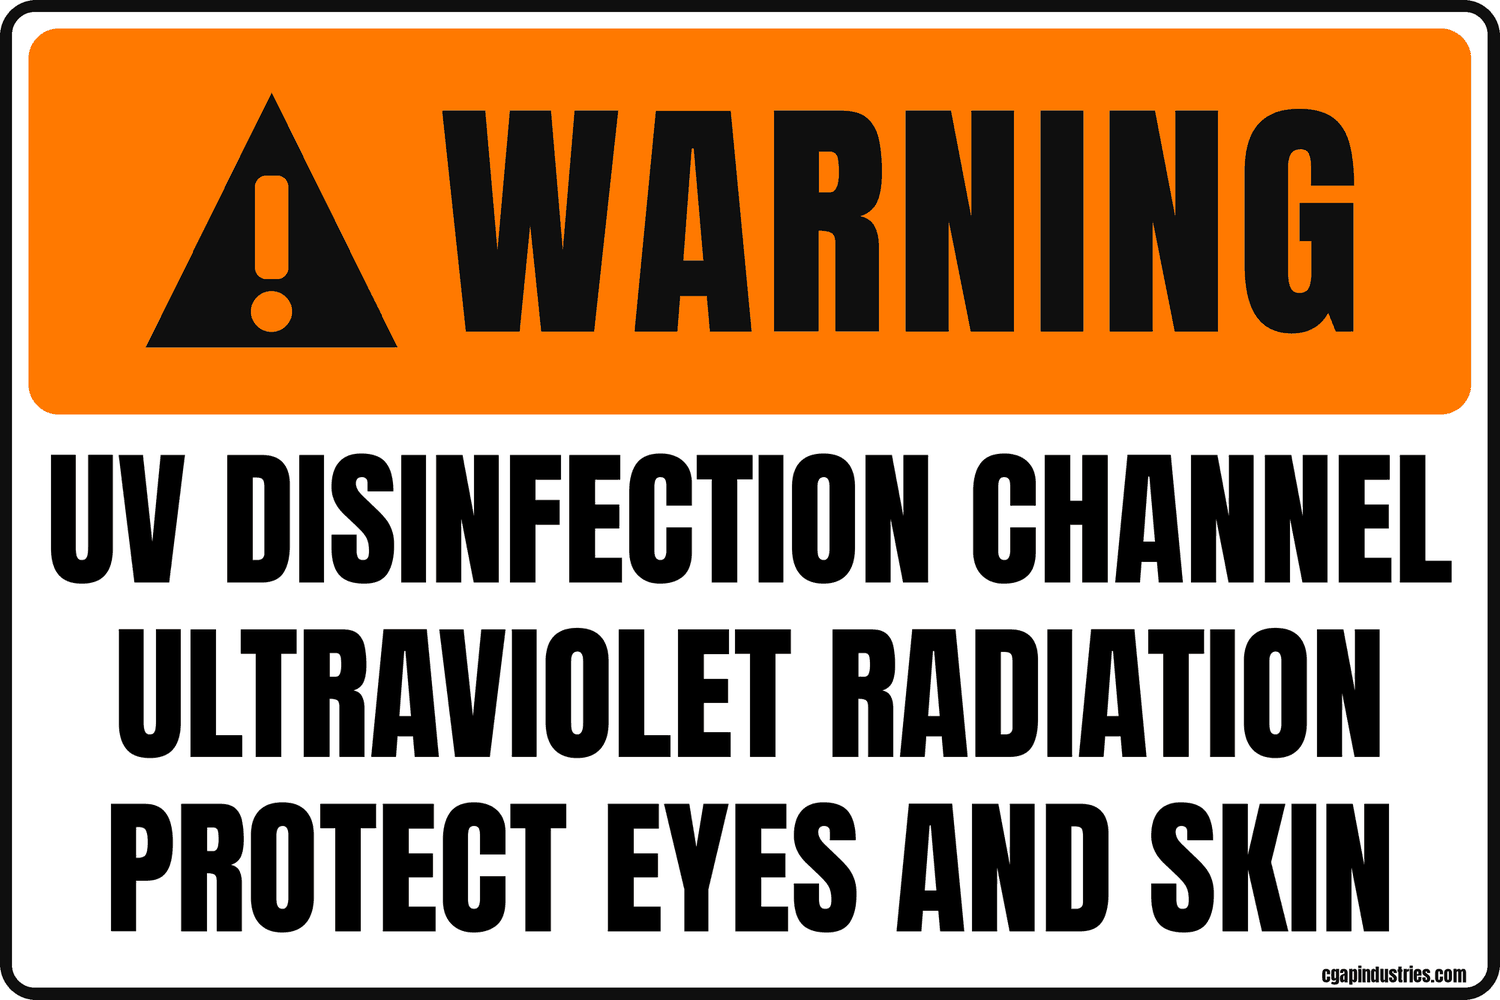 WARNING
UV DISINFECTION CHANNEL
ULTRAVIOLET RADIATION
PROTECT EYES AND SKIN
cgapindustries.com